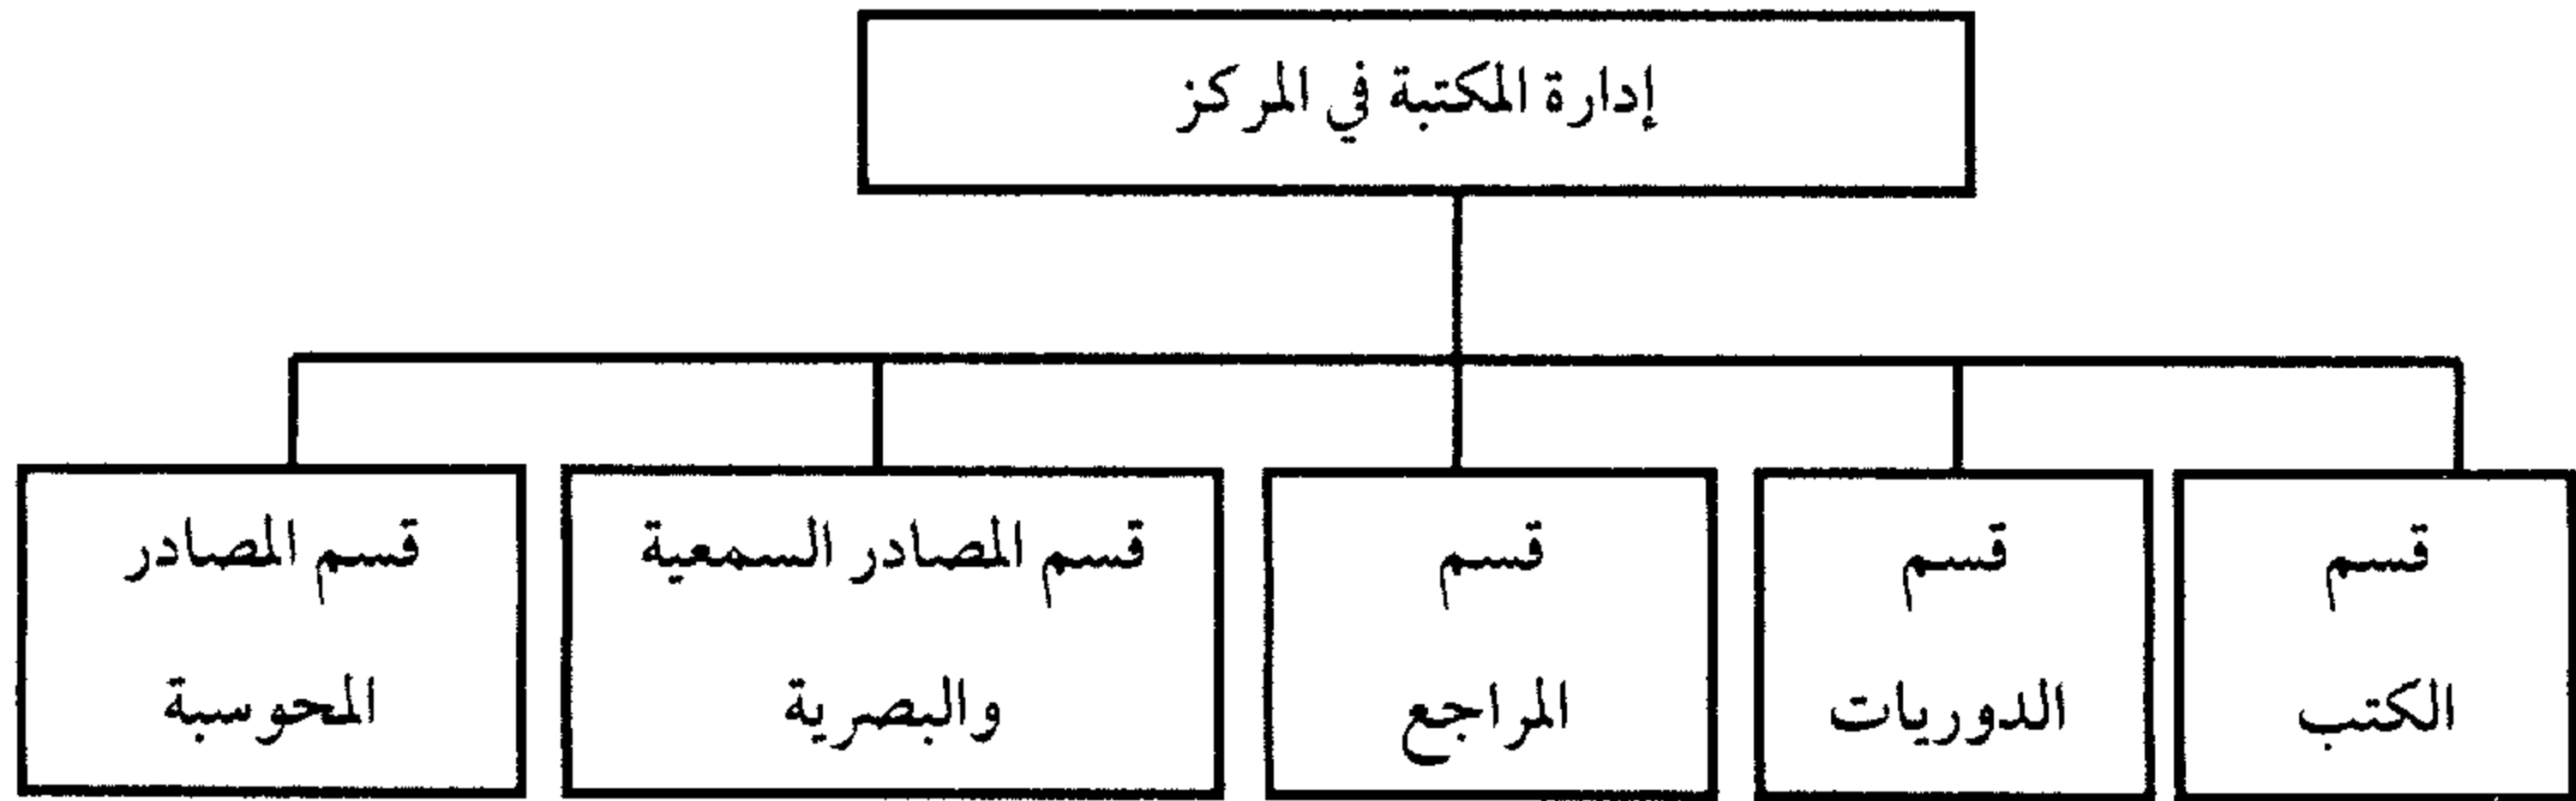 إدارة المكتبة في المركز
قسم
الكتب
قسم
الدوريات
قسم
المراجع
قسم المصادر السمعية
والبصرية
قسم المصادر
المحوسبة